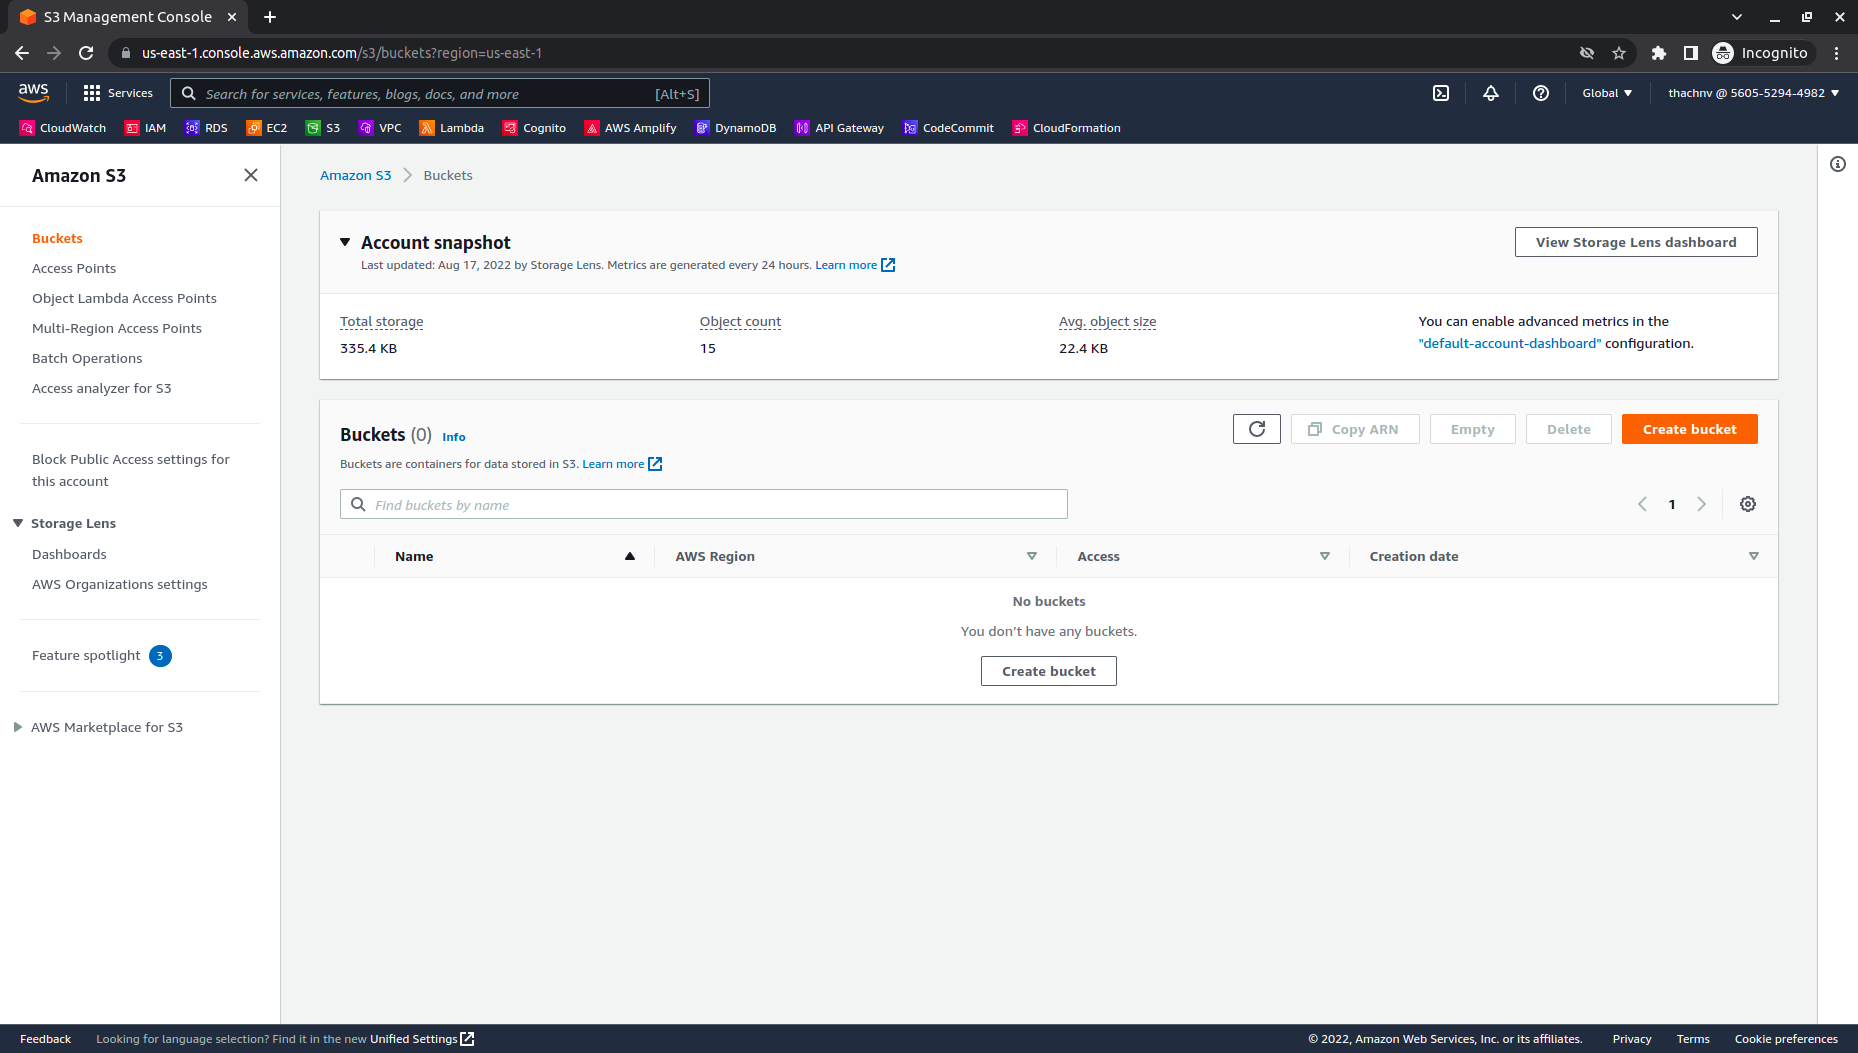 S3 Management Console
us-east-1.console.aws.amazon.com/s3/buckets?region=us-east-1
Incognito
aws
Services
Search for services, features, blogs, docs, and more
[Alt+S]
Global
thachnv @ 5605-5294-4982
CloudWatch
IAM
RDS
EC2
S3
VPC
Lambda
Cognito
AWS Amplify
DynamoDB
API Gateway
CodeCommit
CloudFormation
Amazon S3
Buckets
Access Points
Object Lambda Access Points
Multi-Region Access Points
Batch Operations
Access analyzer for S3
Block Public Access settings for
this account
Storage Lens
Dashboards
AWS Organizations settings
Feature spotlight 3
AWS Marketplace for S3
Amazon S3 > Buckets
Account snapshot
Last updated: Aug 17, 2022 by Storage Lens. Metrics are generated every 24 hours. Learn more
View Storage Lens dashboard
Total storage
335.4 KB
Object count
15
Avg. object size
22.4 KB
You can enable advanced metrics in the
"default-account-dashboard" configuration.
Buckets (0) Info
Buckets are containers for data stored in S3. Learn more
Copy ARN
Empty
Delete
Create bucket
Find buckets by name
1
Name
AWS Region
Access
Creation date
No buckets
You don't have any buckets.
Create bucket
Feedback
Looking for language selection? Find it in the new Unified Settings
© 2022, Amazon Web Services, Inc. or its affiliates.
Privacy
Terms
Cookie preferences